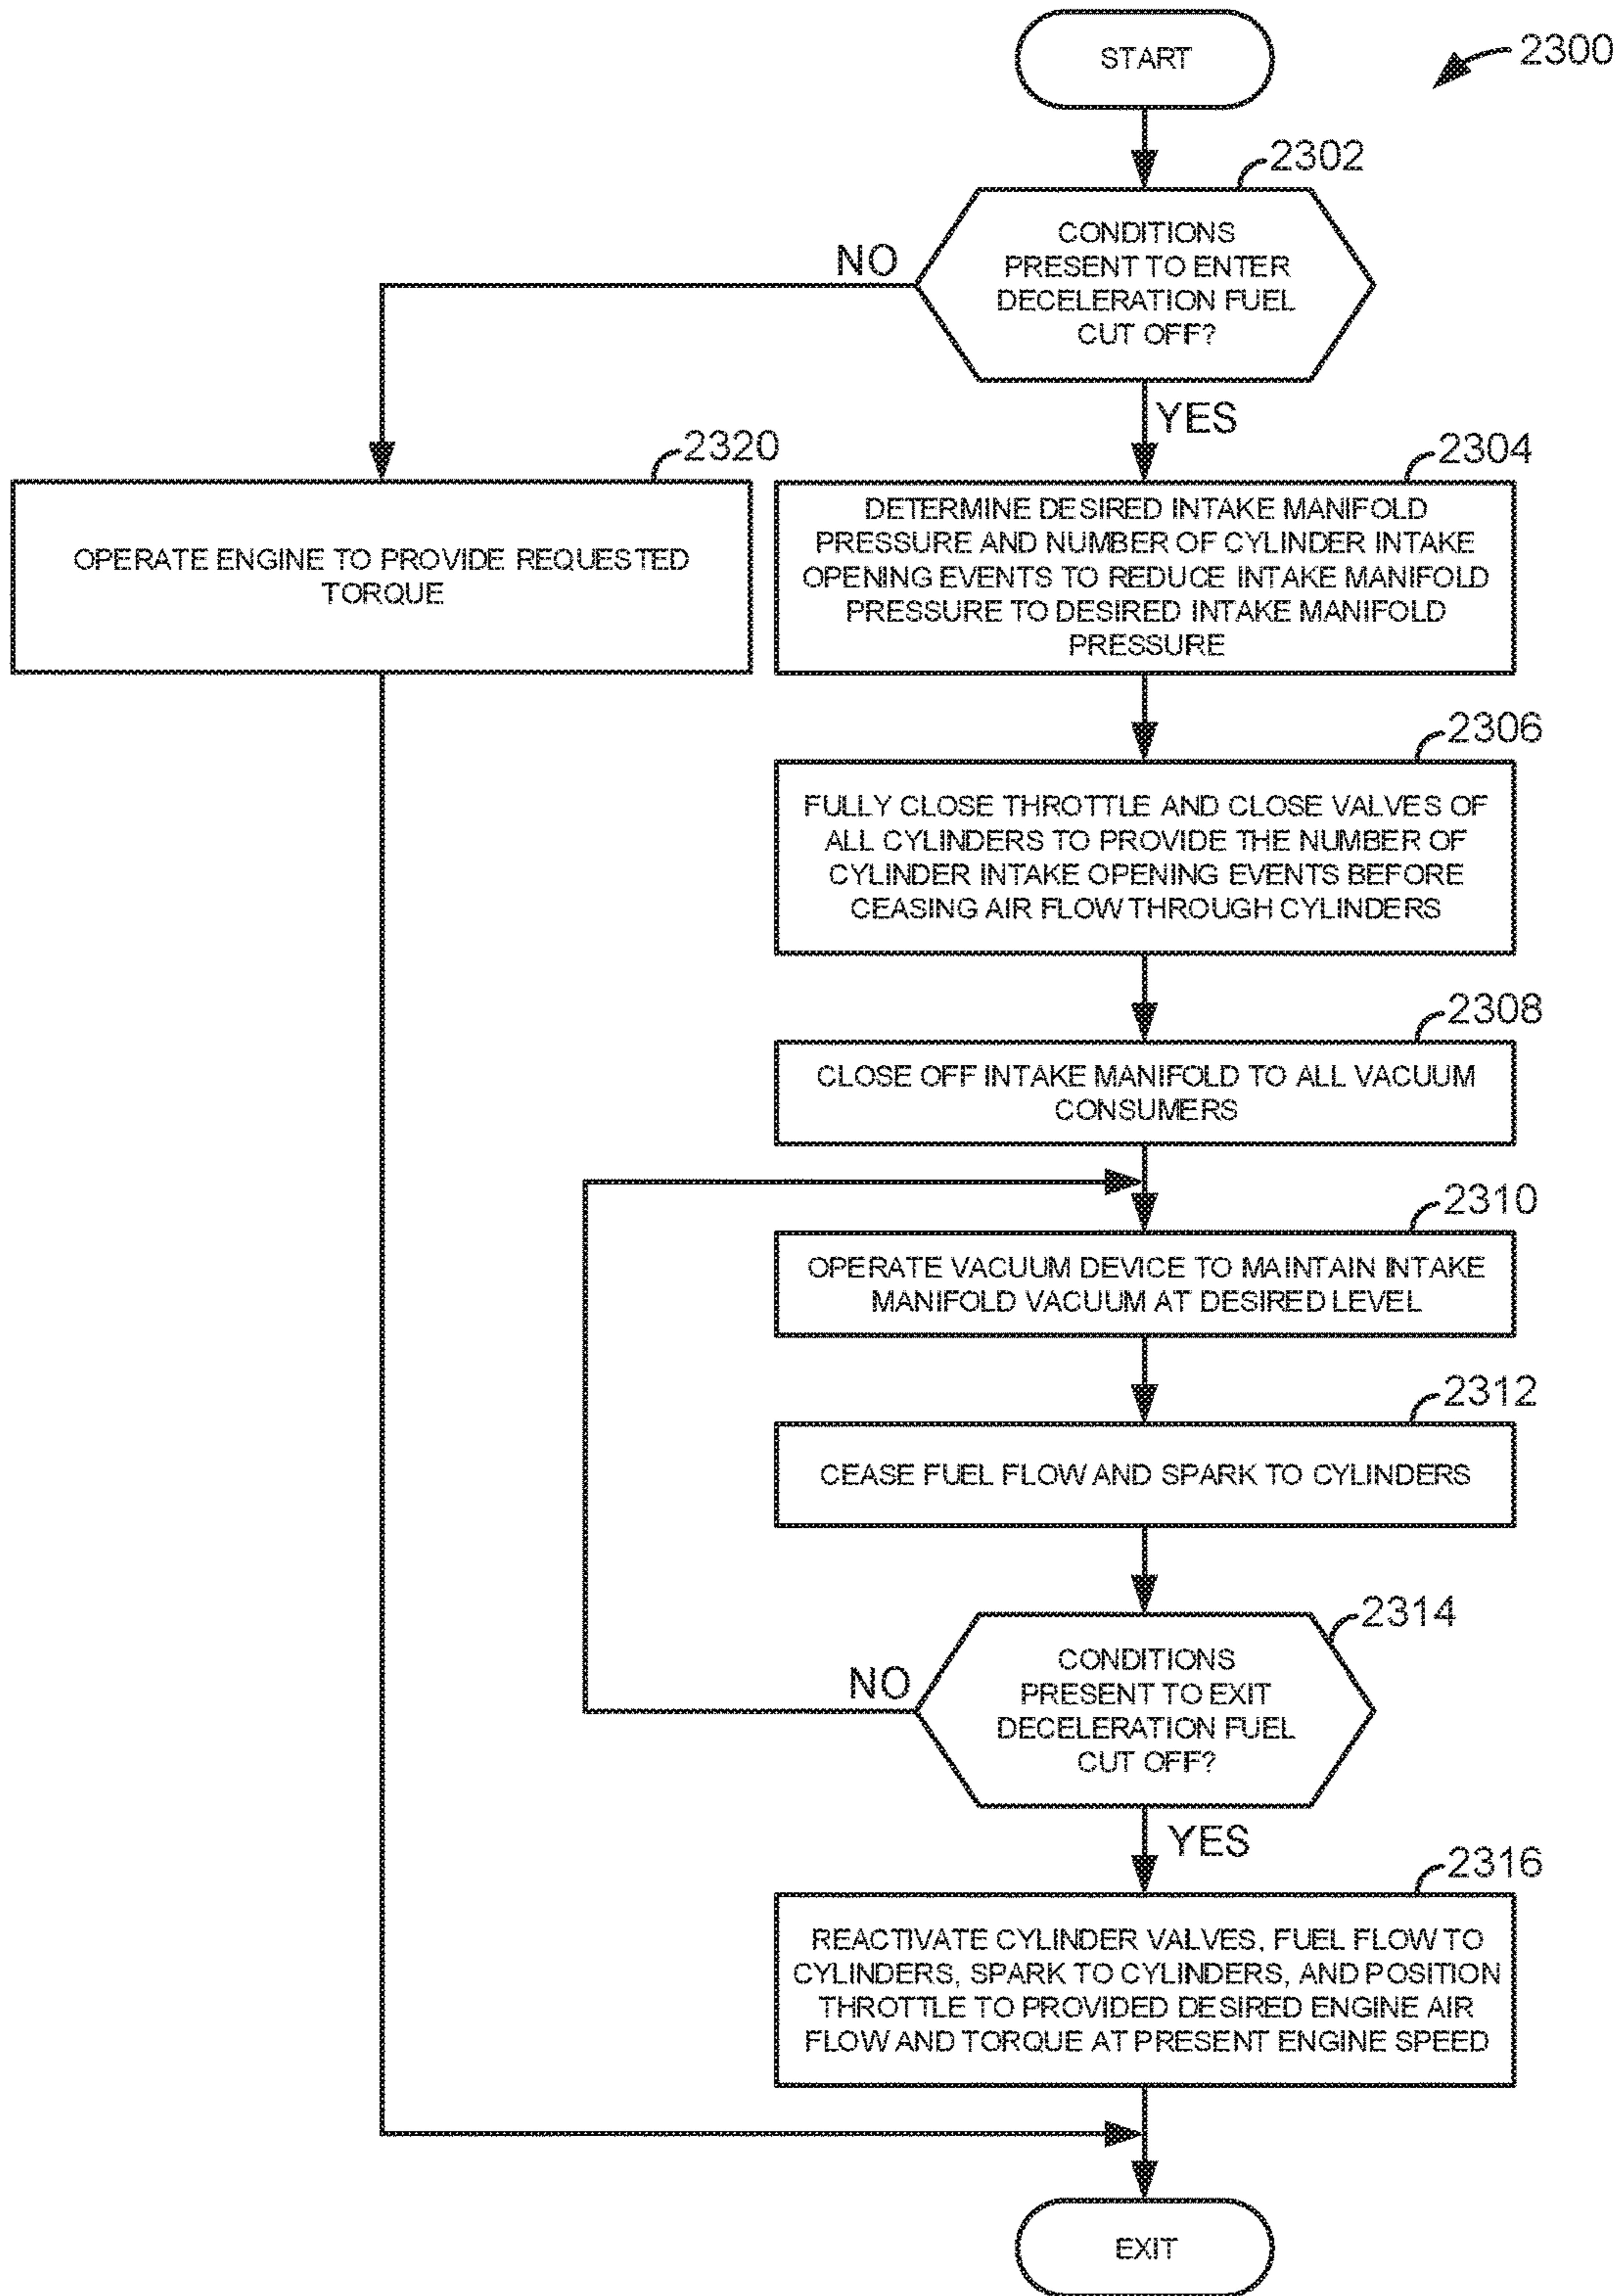 START
2300
2302
CONDITIONS
PRESENT TO ENTER
DECELERATION FUEL
CUT OFF?
NO
YES
2320
OPERATE ENGINE TO PROVIDE REQUESTED
TORQUE
2304
DETERMINE DESIRED INTAKE MANIFOLD
PRESSURE AND NUMBER OF CYLINDER INTAKE
OPENING EVENTS TO REDUCE INTAKE MANIFOLD
PRESSURE TO DESIRED INTAKE MANIFOLD
PRESSURE
2306
FULLY CLOSE THROTTLE AND CLOSE VALVES OF
ALL CYLINDERS TO PROVIDE THE NUMBER OF
CYLINDER INTAKE OPENING EVENTS BEFORE
CEASING AIR FLOW THROUGH CYLINDERS
2308
CLOSE OFF INTAKE MANIFOLD TO ALL VACUUM
CONSUMERS
2310
OPERATE VACUUM DEVICE TO MAINTAIN INTAKE
MANIFOLD VACUUM AT DESIRED LEVEL
2312
CEASE FUEL FLOW AND SPARK TO CYLINDERS
2314
CONDITIONS
PRESENT TO EXIT
DECELERATION FUEL
CUT OFF?
NO
YES
2316
REACTIVATE CYLINDER VALVES, FUEL FLOW TO
CYLINDERS, SPARK TO CYLINDERS, AND POSITION
THROTTLE TO PROVIDED DESIRED ENGINE AIR
FLOW AND TORQUE AT PRESENT ENGINE SPEED
EXIT